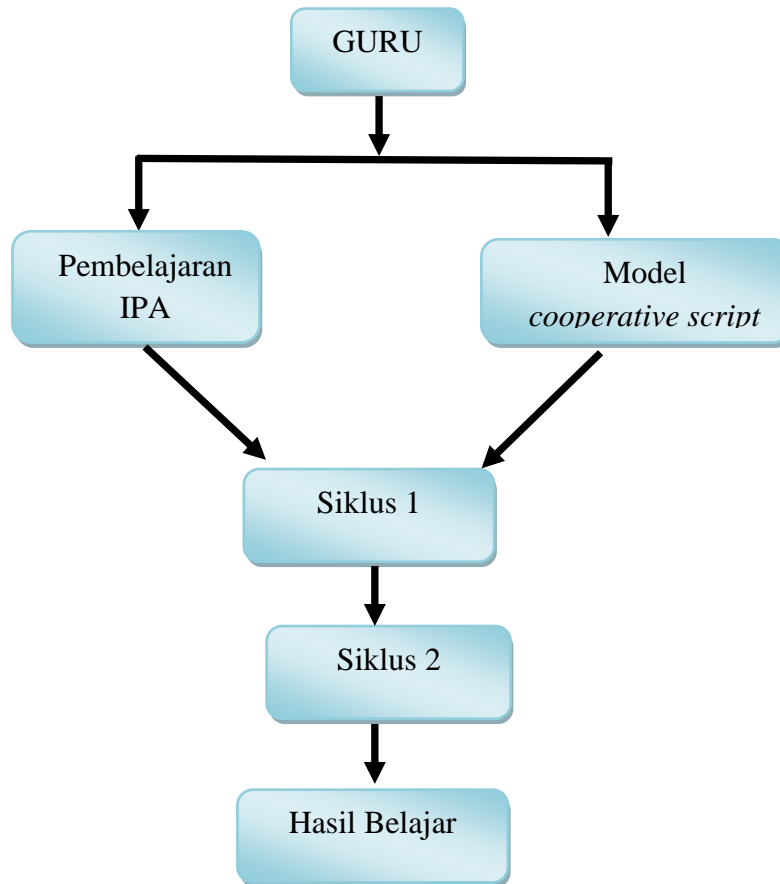 GURU
Pembelajaran
IPA
Model
cooperative script
Siklus 1
Siklus 2
Hasil Belajar